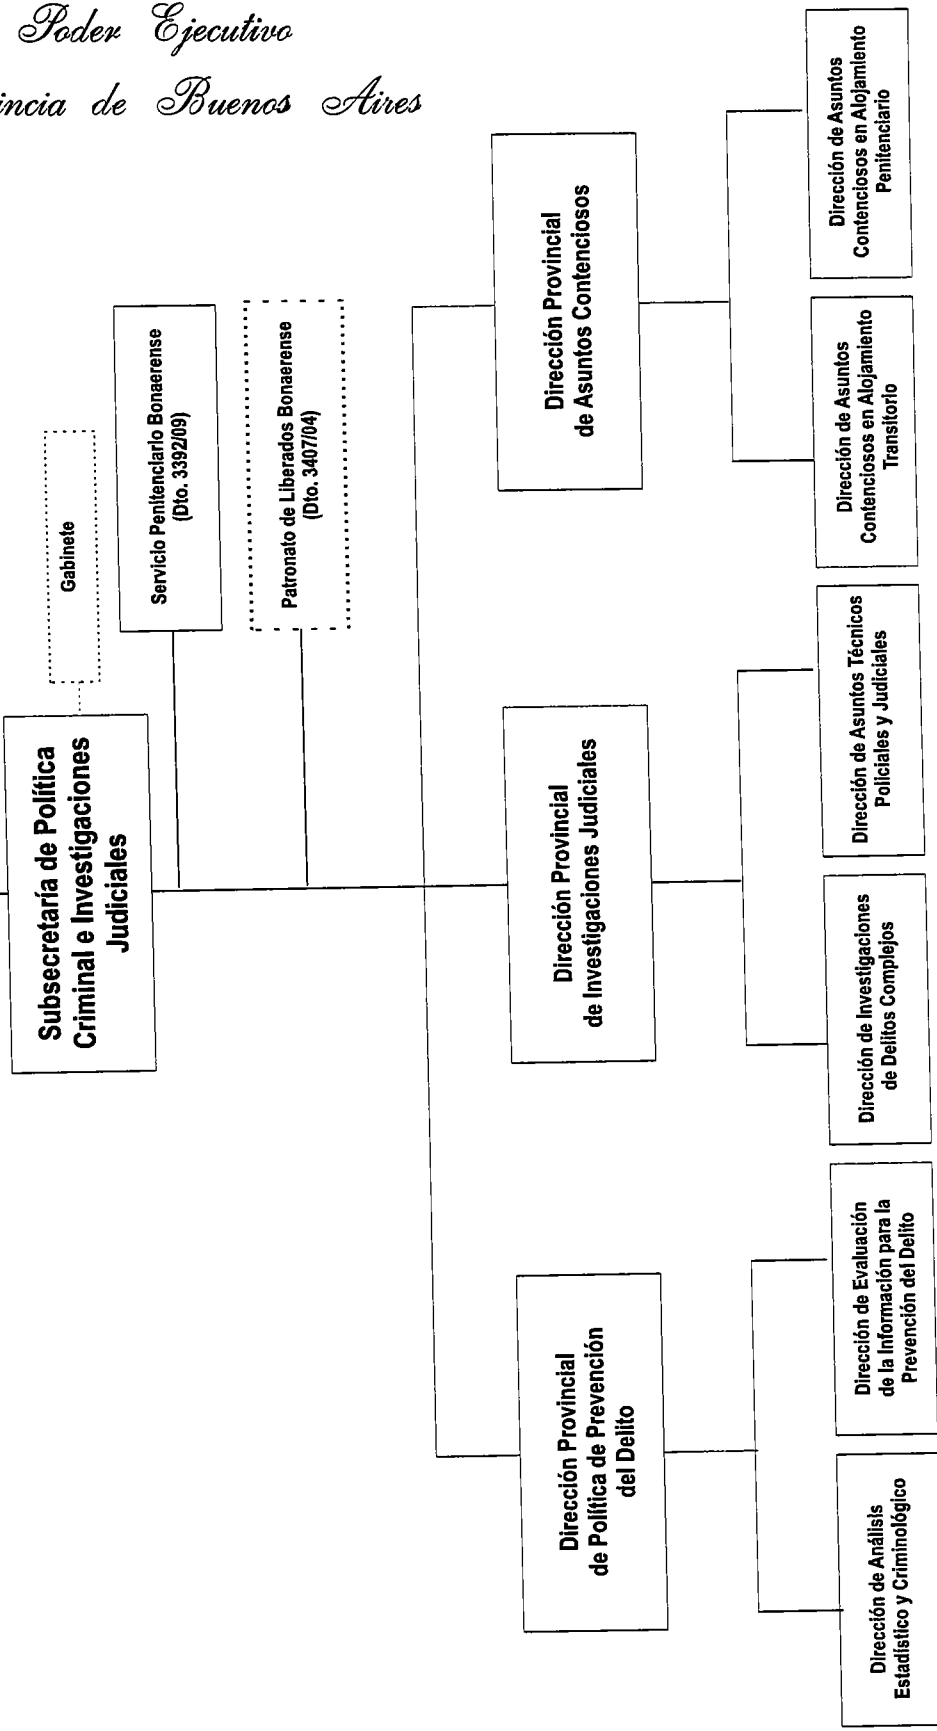 Poder Ejecutivo
de Buenos Aires
Subsecretaría de Política
Criminal e Investigaciones
Judiciales
Gabinete
Servicio Penitenciario Bonaerense
(Dto. 3392/09)
Patronato de Liberados Bonaerense
(Dto. 3407/04)
Dirección Provincial
de Política de Prevención
del Delito
Dirección Provincial
de Investigaciones Judiciales
Dirección Provincial
de Asuntos Contenciosos
Dirección de Análisis
Estadístico y Criminológico
Dirección de Evaluación
de la Información para la
Prevención del Delito
Dirección de Investigaciones
de Delitos Complejos
Dirección de Asuntos Técnicos
Policiales y Judiciales
Dirección de Asuntos
Contenciosos en Alojamiento
Transitorio
Dirección de Asuntos
Contenciosos en Alojamiento
Penitenciario